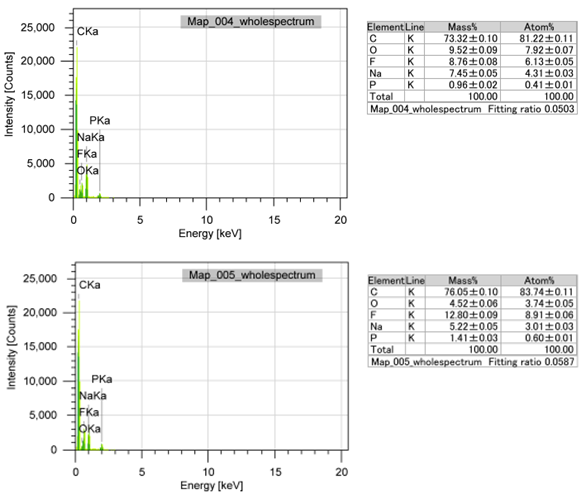 Map_004_wholespectrum
CKa
25,000
20,000
15,000
10,000
5,000
0
PKa
NaKa
FKa
OKa
0 5 10 15 20
Energy [keV]
Intensity [Counts]
Element Line Mass% Atom%
C K 73.32±0.10 81.22±0.11
O K 9.52±0.09 7.92±0.07
F K 8.76±0.08 6.13±0.05
Na K 7.45±0.05 4.31±0.03
P K 0.96±0.02 0.41±0.01
Total 100.00 100.00
Map_004_wholespectrum Fitting ratio 0.0503
Map_005_wholespectrum
CKa
25,000
20,000
15,000
10,000
5,000
0
PKa
NaKa
FKa
OKa
0 5 10 15 20
Energy [keV]
Intensity [Counts]
Element Line Mass% Atom%
C K 76.05±0.10 83.74±0.11
O K 4.52±0.06 3.74±0.05
F K 12.80±0.09 8.91±0.06
Na K 5.22±0.05 3.01±0.03
P K 1.41±0.03 0.60±0.01
Total 100.00 100.00
Map_005_wholespectrum Fitting ratio 0.0587